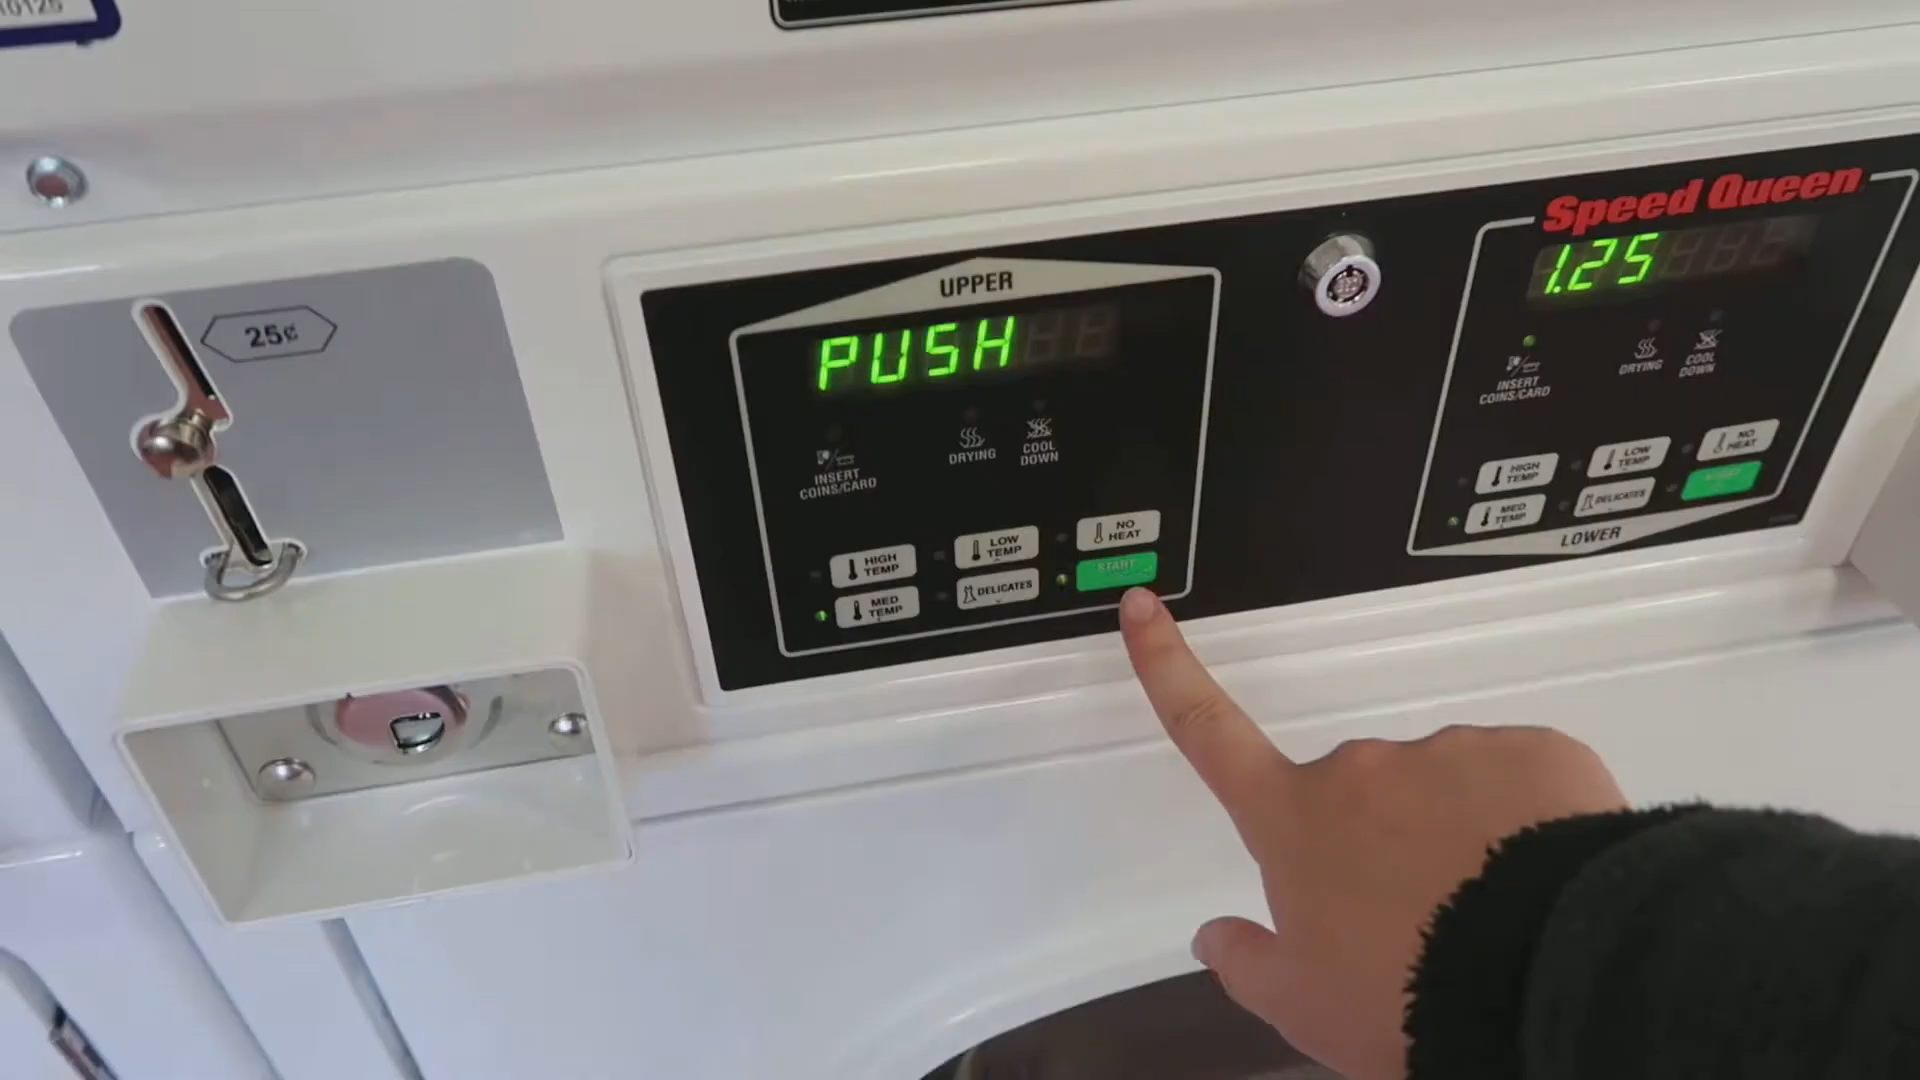 10125
25¢
UPPER
PUSH
INSERT
COINS/CARD
DRYING
COOL
DOWN
HIGH
TEMP
LOW
TEMP
NO
HEAT
MED
TEMP
DELICATES
START
Speed Queen
1.25
INSERT
COINS/CARD
DRYING
COOL
DOWN
HIGH
TEMP
LOW
TEMP
NO
HEAT
MED
TEMP
DELICATES
START
LOWER